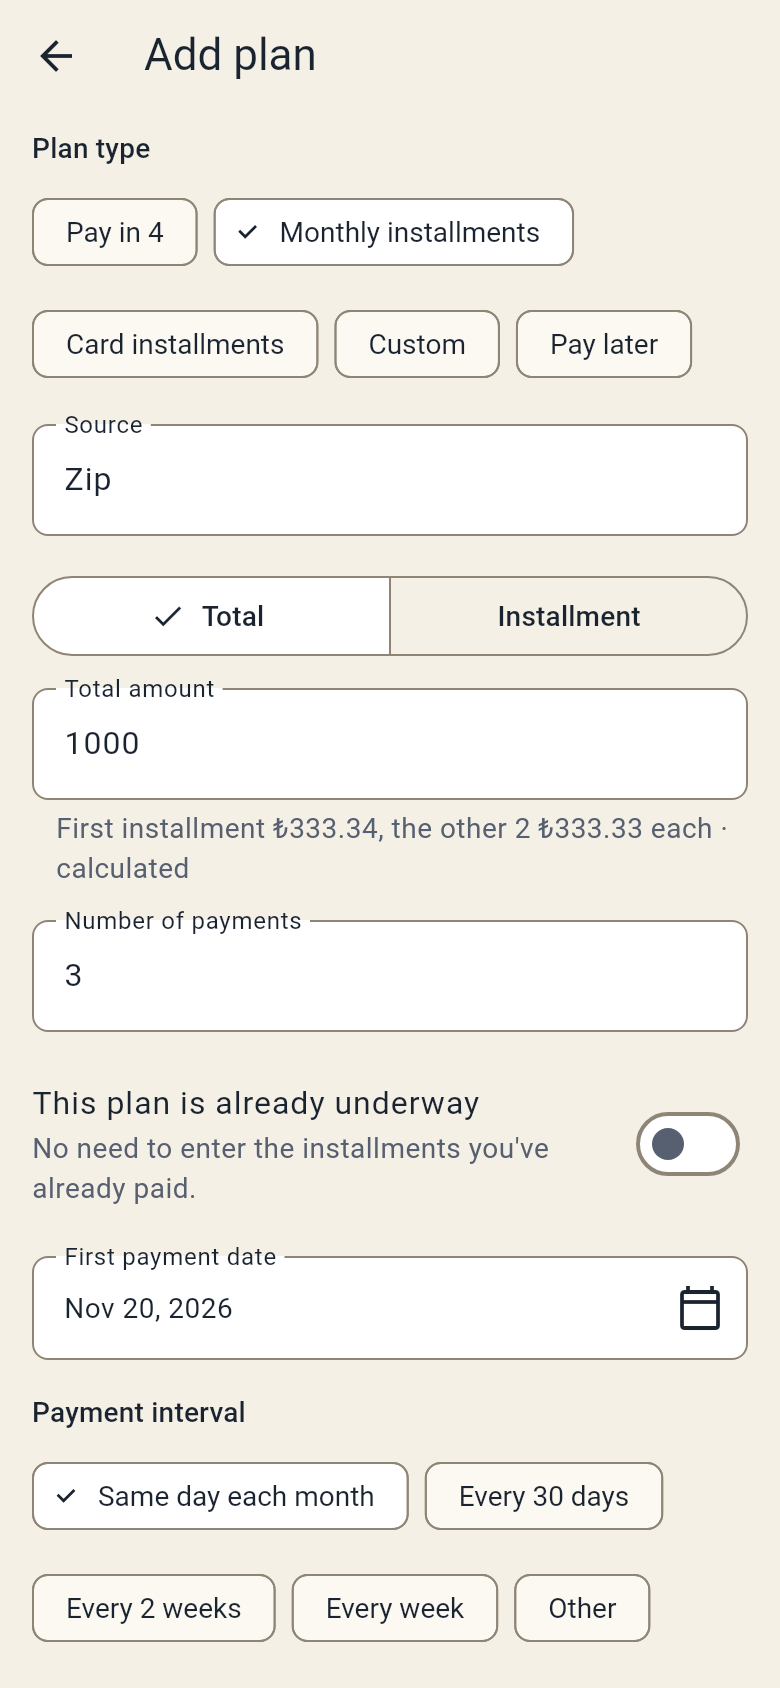 Add plan
Plan type
Pay in 4
Monthly installments
Card installments
Custom
Pay later
Source
Zip
Total
Installment
Total amount
1000
First installment ₺333.34, the other 2 ₺333.33 each ·
calculated
Number of payments
3
This plan is already underway
No need to enter the installments you've
already paid.
First payment date
Nov 20, 2026
Payment interval
Same day each month
Every 30 days
Every 2 weeks
Every week
Other